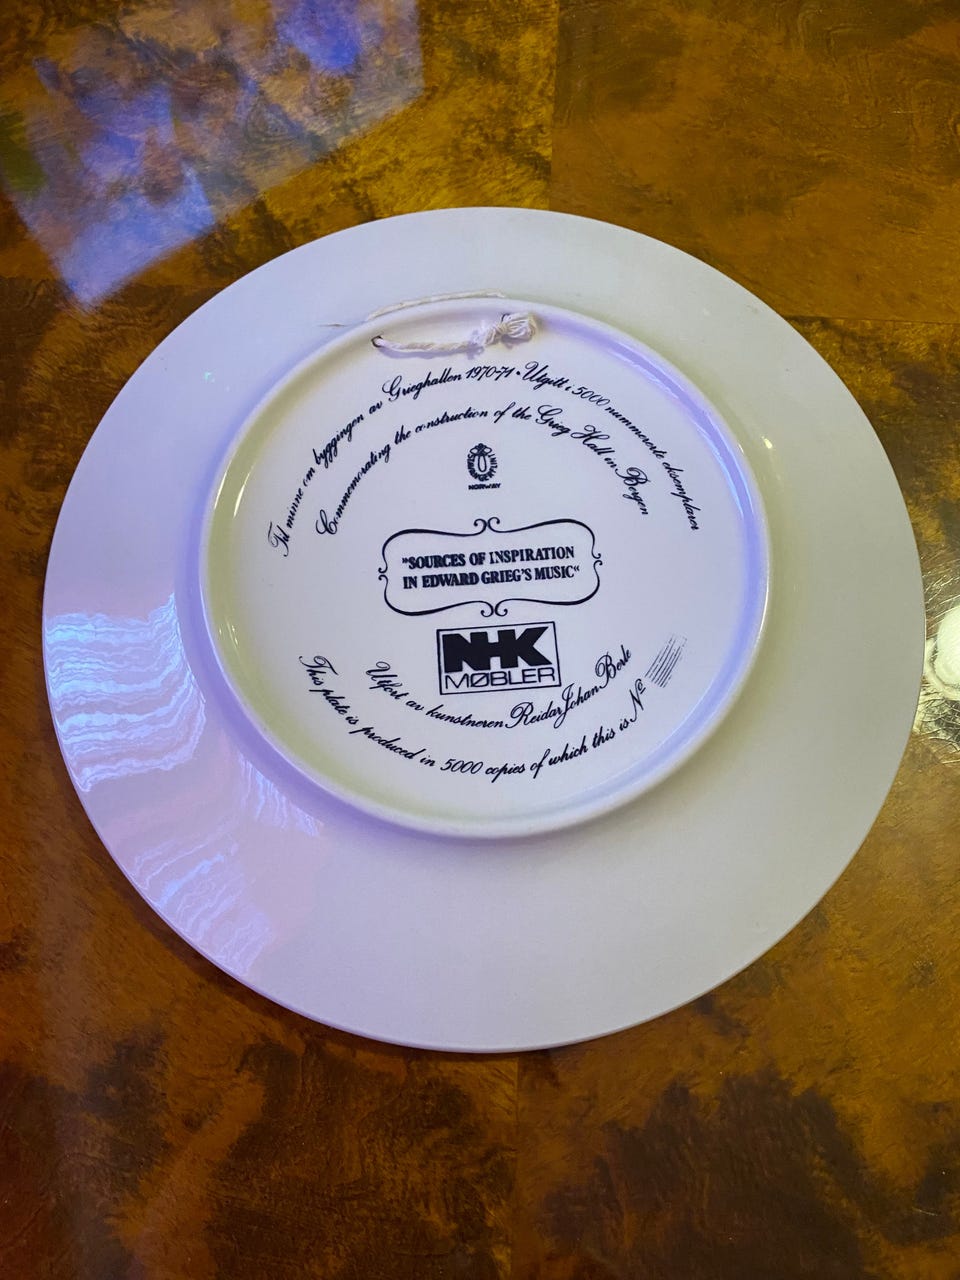 Til minne om byggingen av Grieghallen 1970-71 • Utgitt i 5000 nummererte eksemplarer
Commemorating the construction of the Grieg Hall in Bergen
NORWAY
"SOURCES OF INSPIRATION
IN EDWARD GRIEG'S MUSIC"
NHK
MØBLER
Utført av kunstneren Reidar Johan Berle
This plate is produced in 5000 copies of which this is Nº